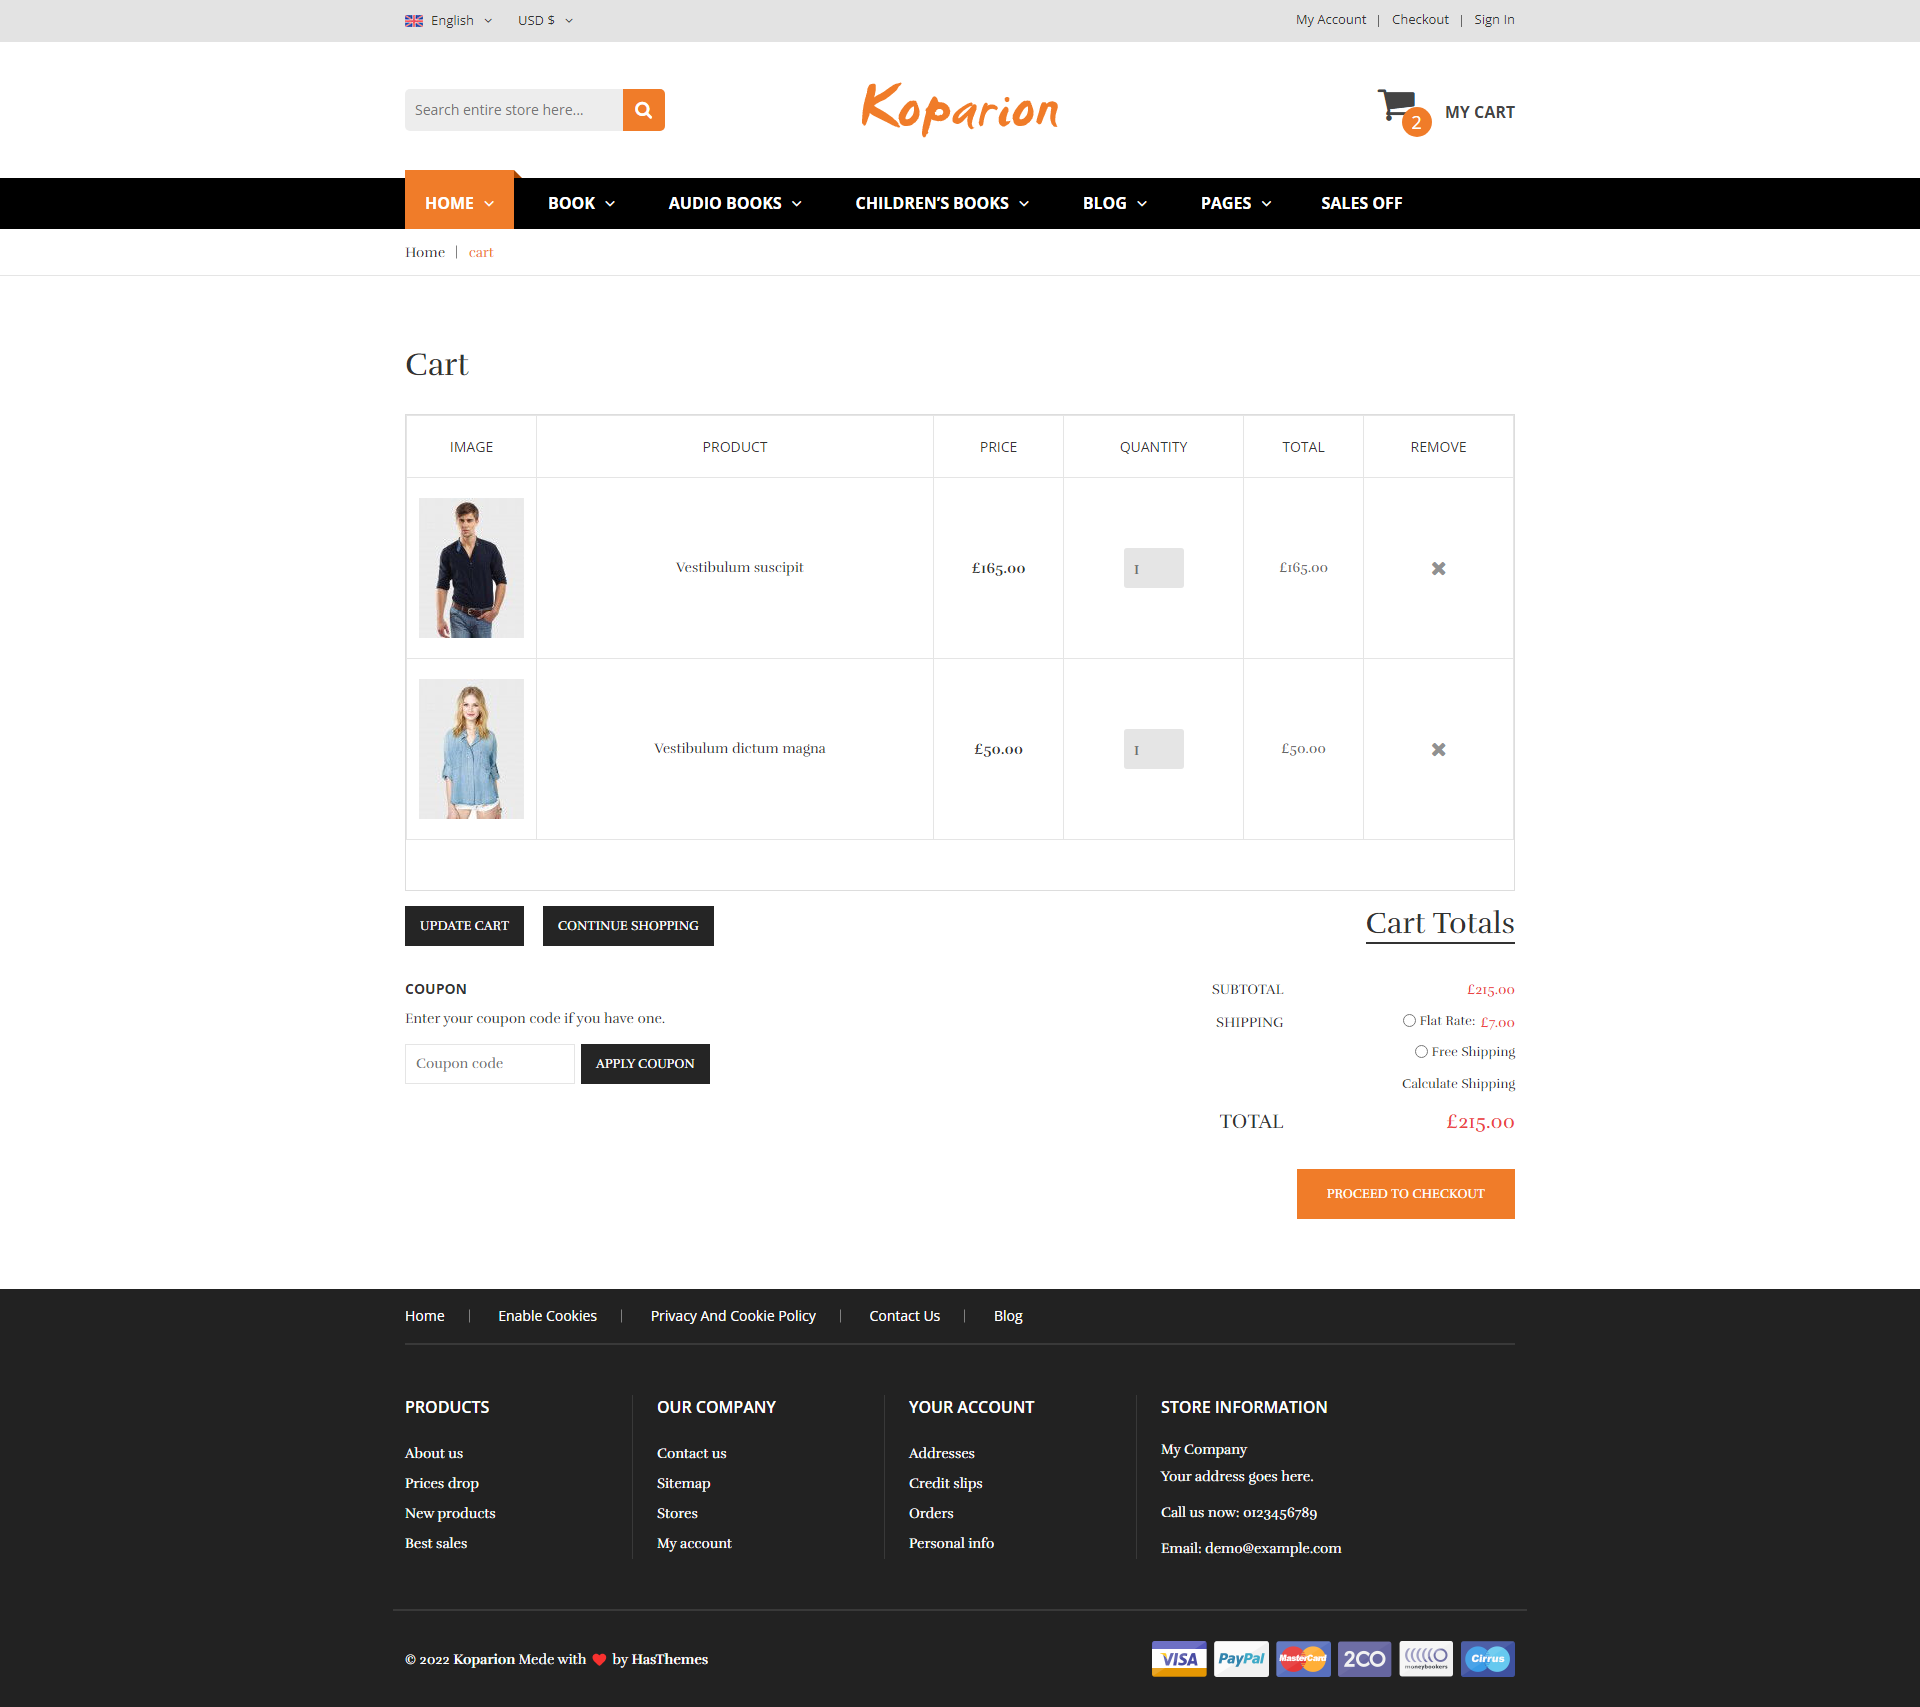 English USD $ My Account | Checkout | Sign In
Search entire store here...
Koparion
2 MY CART
HOME BOOK AUDIO BOOKS CHILDREN'S BOOKS BLOG PAGES SALES OFF
Home | cart
Cart
IMAGE PRODUCT PRICE QUANTITY TOTAL REMOVE
Vestibulum suscipit £165.00 1 £165.00
Vestibulum dictum magna £50.00 1 £50.00
UPDATE CART CONTINUE SHOPPING
Cart Totals
COUPON
Enter your coupon code if you have one.
Coupon code APPLY COUPON
SUBTOTAL £215.00
SHIPPING Flat Rate: £7.00
Free Shipping
Calculate Shipping
TOTAL £215.00
PROCEED TO CHECKOUT
Home | Enable Cookies | Privacy And Cookie Policy | Contact Us | Blog
PRODUCTS
About us
Prices drop
New products
Best sales
OUR COMPANY
Contact us
Sitemap
Stores
My account
YOUR ACCOUNT
Addresses
Credit slips
Orders
Personal info
STORE INFORMATION
My Company
Your address goes here.
Call us now: 0123456789
Email: demo@example.com
© 2022 Koparion Mede with ❤ by HasThemes
VISA PayPal MasterCard 2CO moneybookers Cirrus